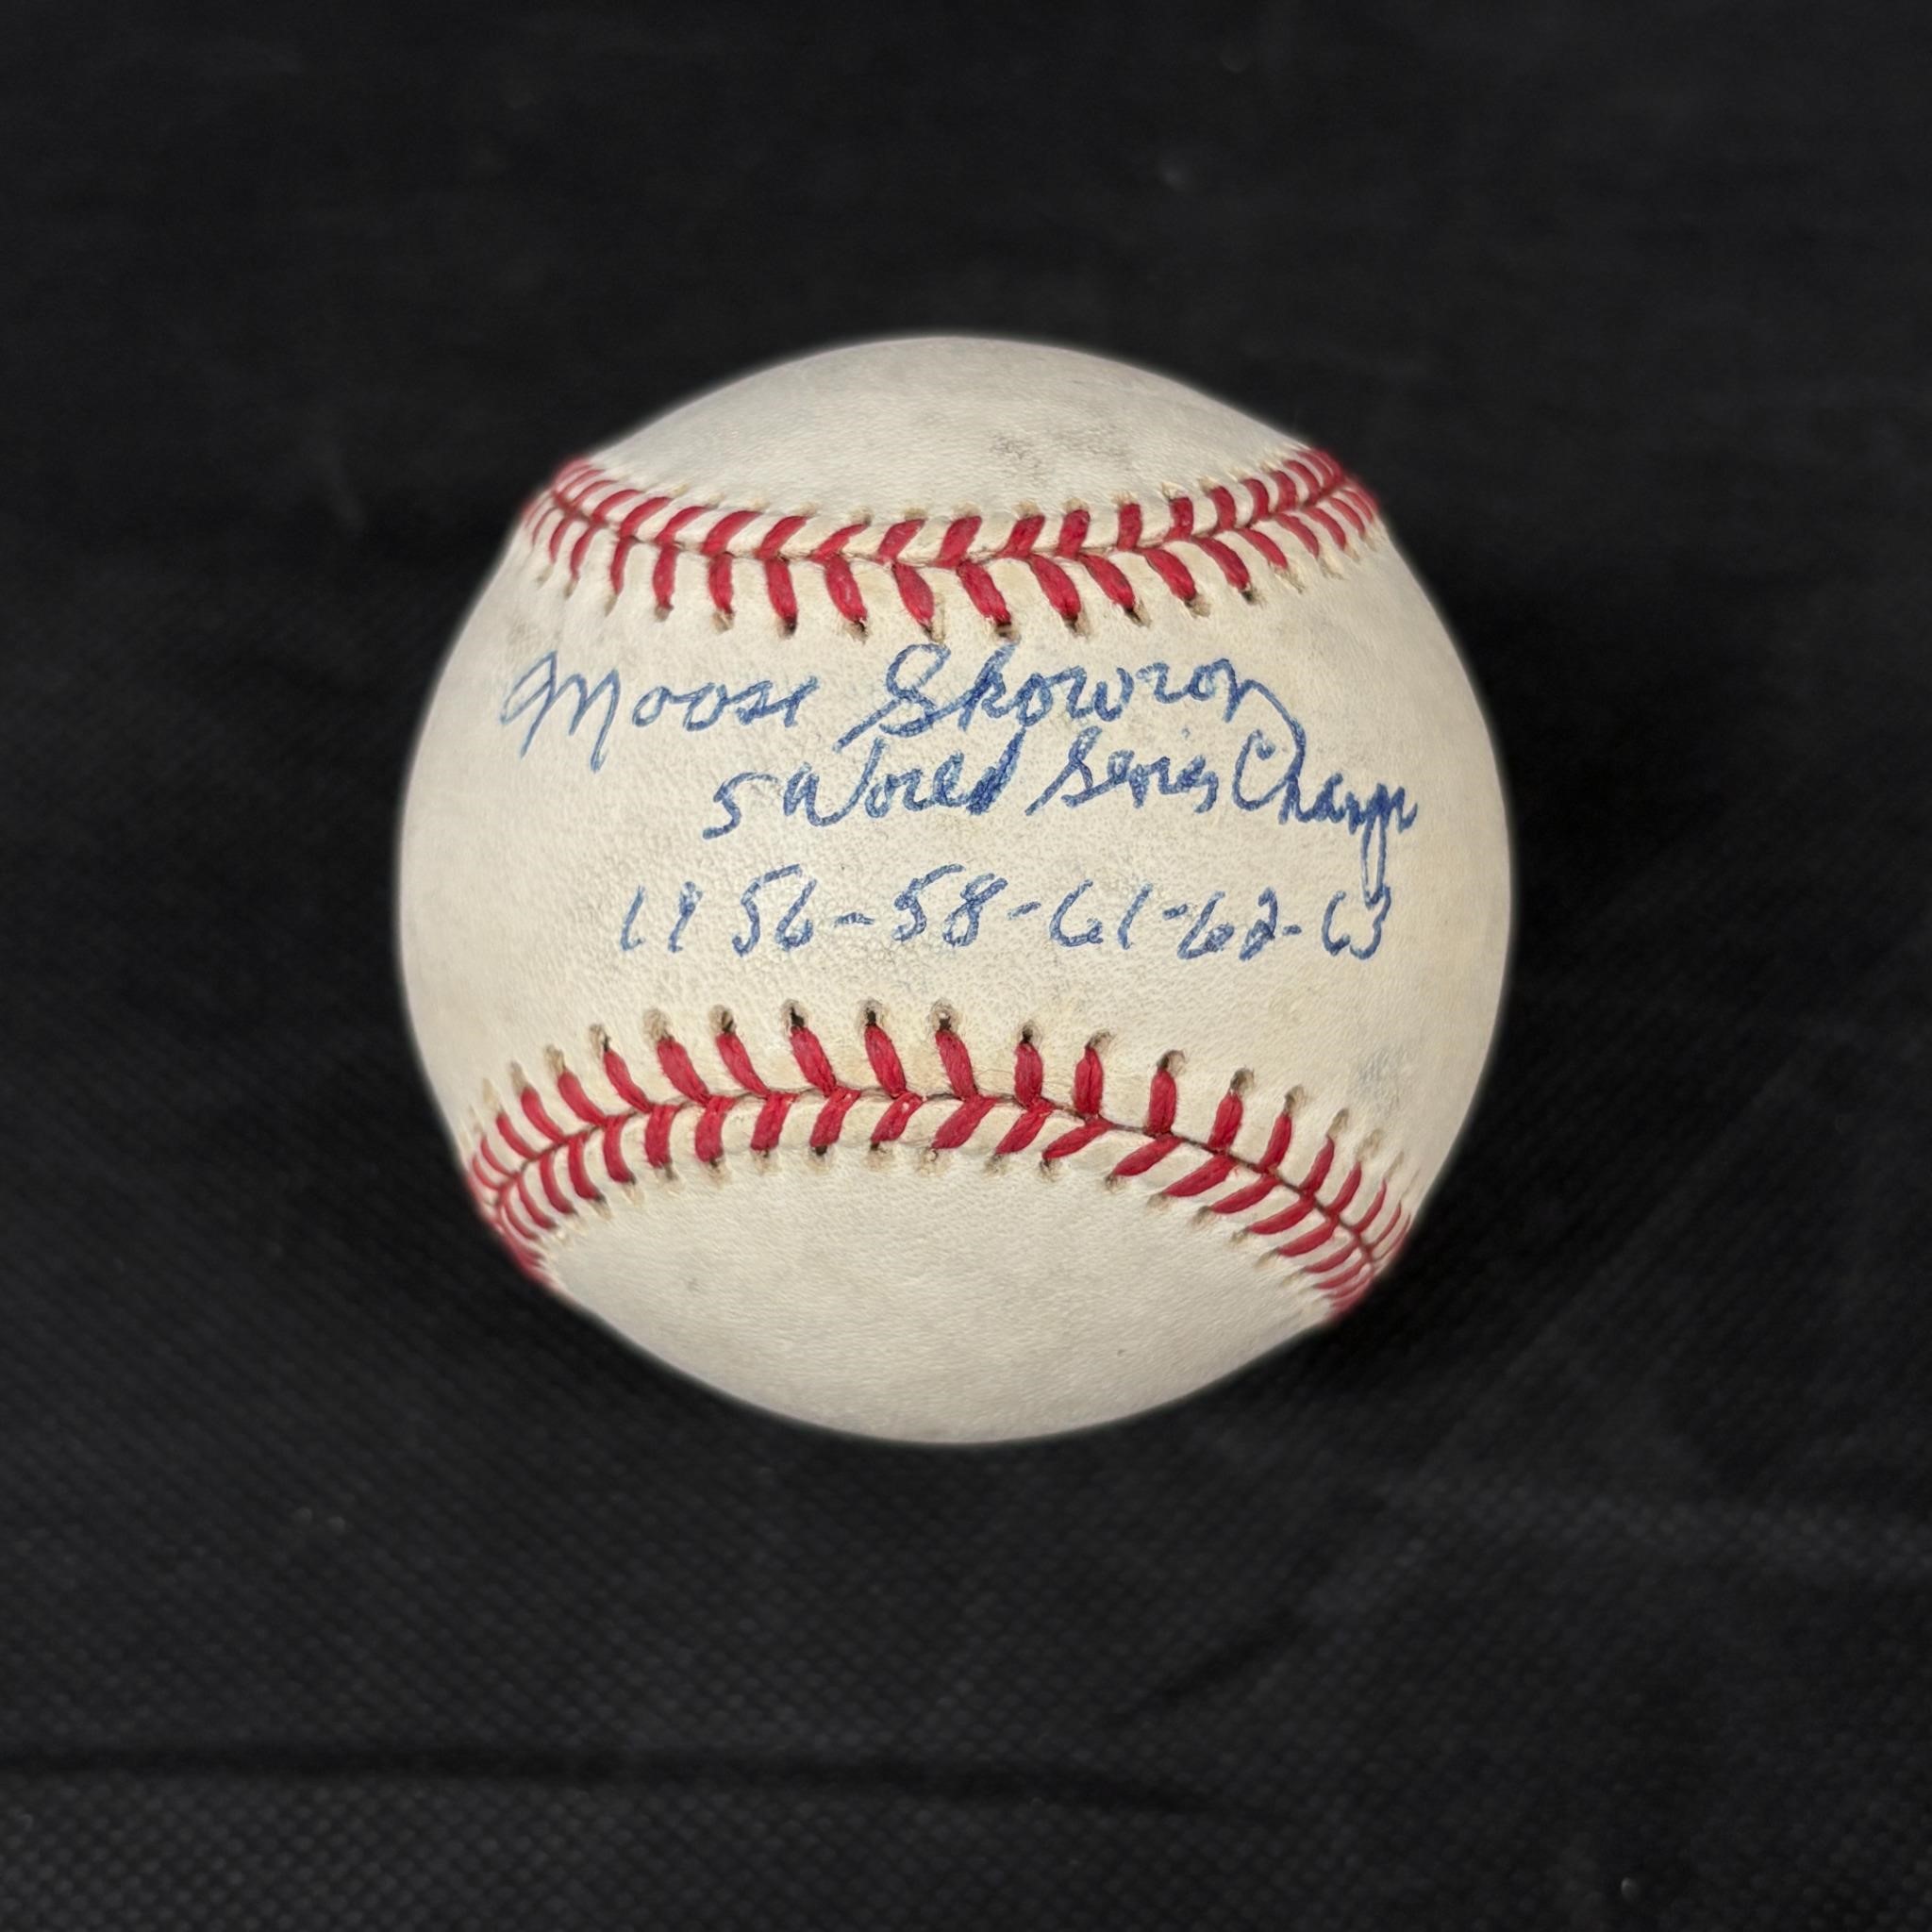 Moose Skowron
5 World Series Champ
1956-58-61-62-63